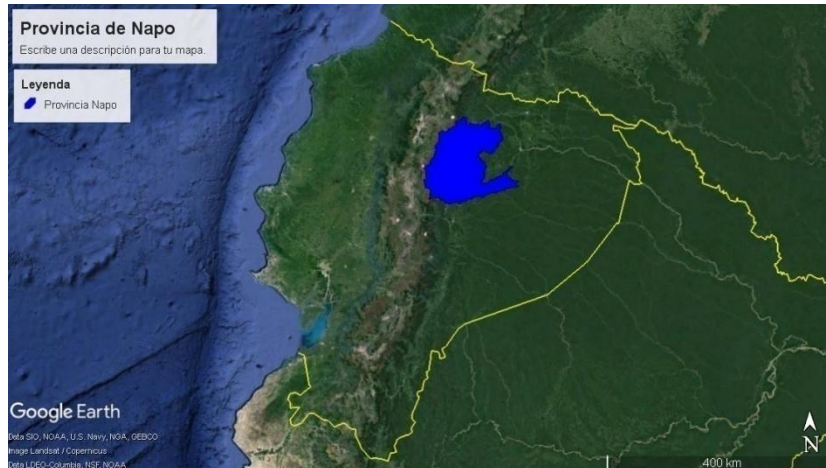 Provincia de Napo
Escribe una descripción para tu mapa.
Leyenda
Provincia Napo
Google Earth
Data SIO, NOAA, U.S. Navy, NGA, GEBCO
Image Landsat / Copernicus
Data LDEO-Columbia, NSF, NOAA
N
400 km